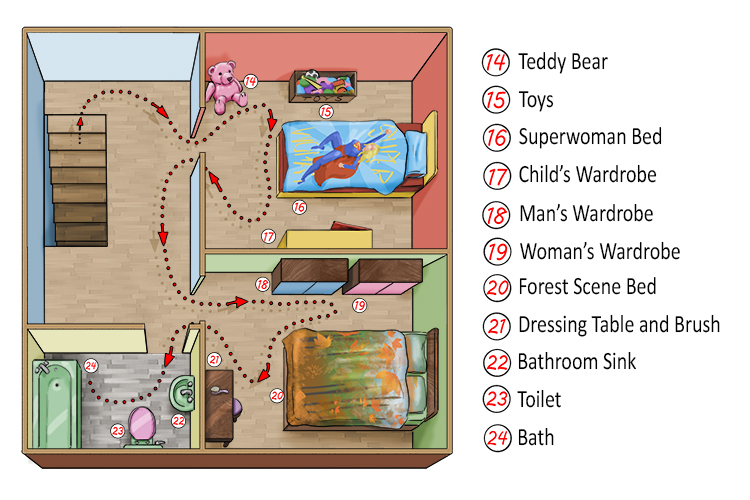 14 Teddy Bear
15 Toys
16 Superwoman Bed
17 Child's Wardrobe
18 Man's Wardrobe
19 Woman's Wardrobe
20 Forest Scene Bed
21 Dressing Table and Brush
22 Bathroom Sink
23 Toilet
24 Bath
14
15
16
17
18
19
21
24
20
22
23